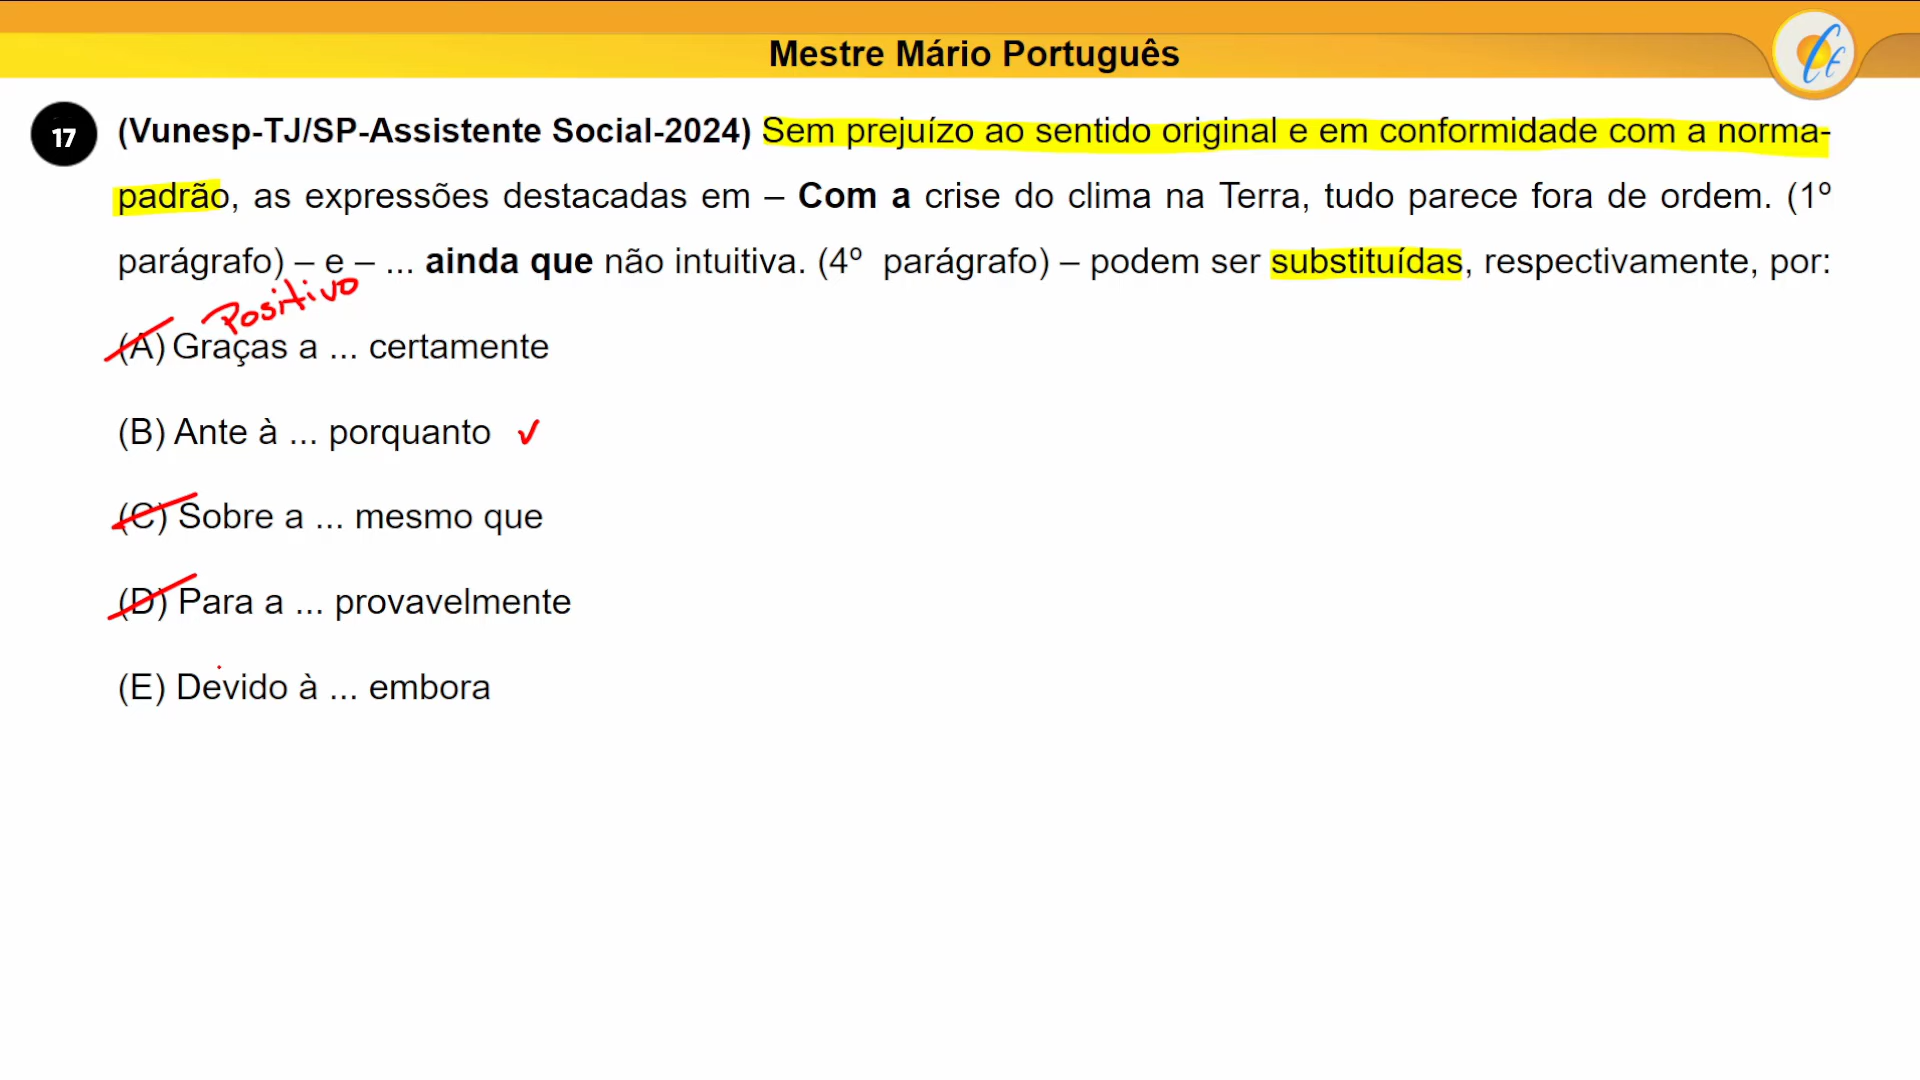 Mestre Mário Português
CE
17
(Vunesp-TJ/SP-Assistente Social-2024) Sem prejuízo ao sentido original e em conformidade com a norma-
padrão, as expressões destacadas em – Com a crise do clima na Terra, tudo parece fora de ordem. (1º
parágrafo) – e – ... ainda que não intuitiva. (4º parágrafo) – podem ser substituídas, respectivamente, por:
Positivo
(A) Graças a ... certamente
(B) Ante à ... porquanto ✓
(C) Sobre a ... mesmo que
(D) Para a ... provavelmente
(E) Devido à ... embora